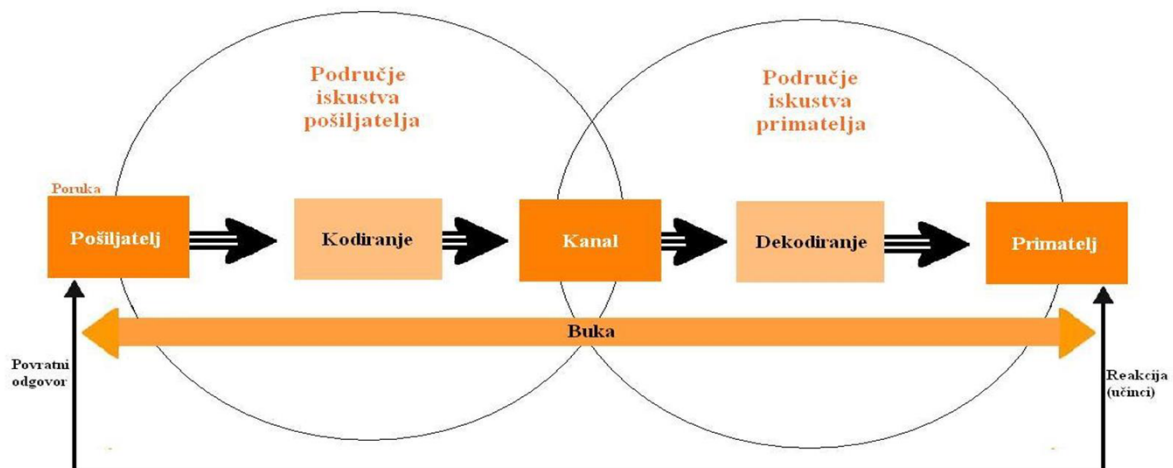 Područje
iskustva
pošiljatelja
Područje
iskustva
primatelja
Poruka
Pošiljatelj
Kodiranje
Kanal
Dekodiranje
Primatelj
Buka
Povratni
odgovor
Reakcija
(učinci)